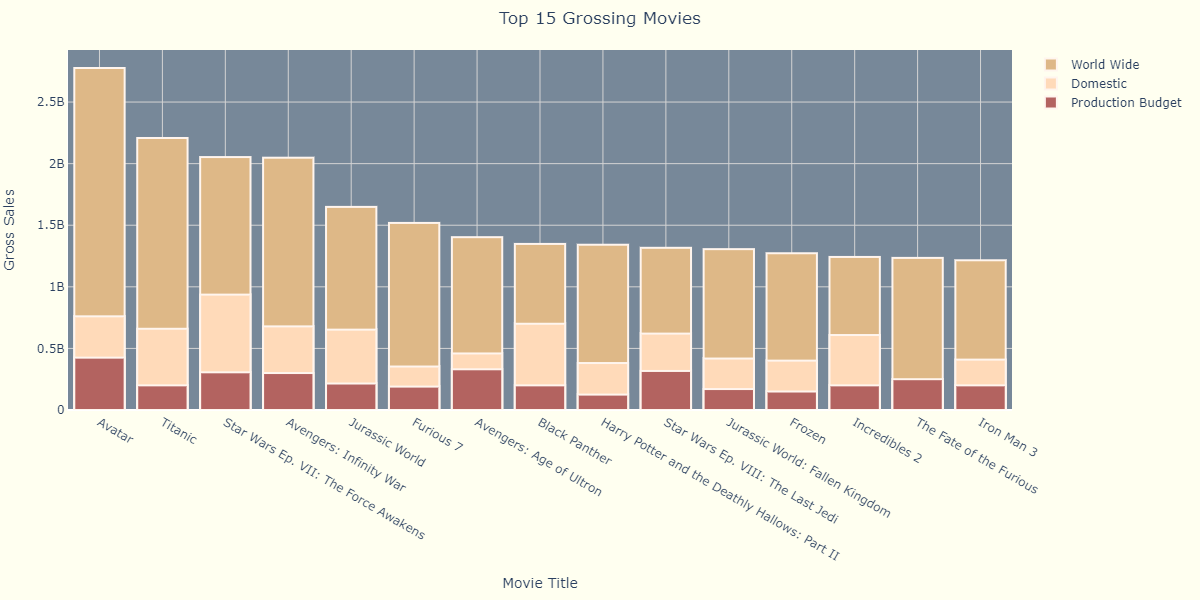 Top 15 Grossing Movies
World Wide
Domestic
Production Budget
Gross Sales
2.5B
2B
1.5B
1B
0.5B
0
Avatar
Titanic
Star Wars Ep. VII: The Force Awakens
Avengers: Infinity War
Jurassic World
Furious 7
Avengers: Age of Ultron
Black Panther
Harry Potter and the Deathly Hallows: Part II
Star Wars Ep. VIII: The Last Jedi
Jurassic World: Fallen Kingdom
Frozen
Incredibles 2
The Fate of the Furious
Iron Man 3
Movie Title